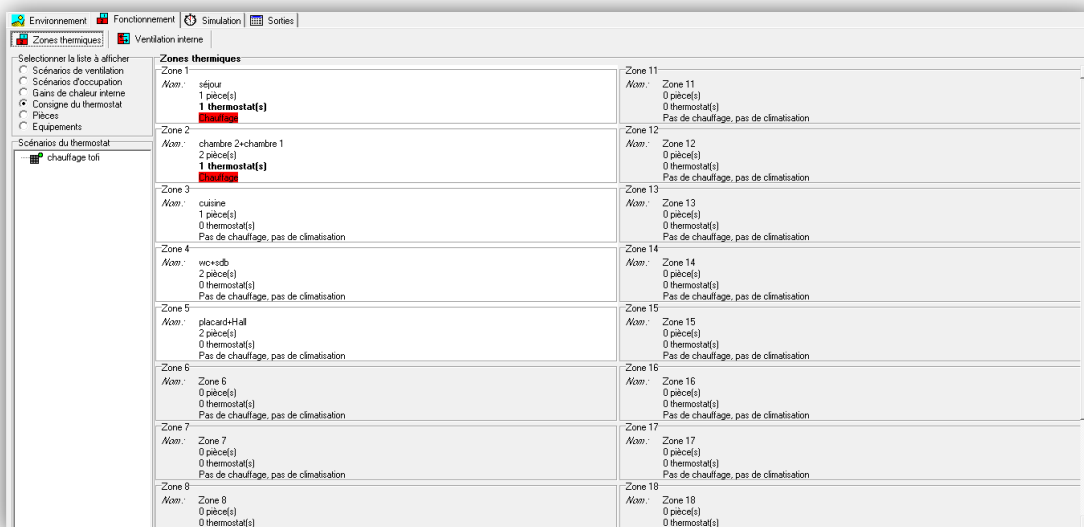 Environnement Fonctionnement Simulation Sorties
Zones thermiques Ventilation interne
Selectionner la liste à afficher
Scénarios de ventilation
Scénarios d'occupation
Gains de chaleur interne
Consigne du thermostat
Pièces
Equipements
Scénarios du thermostat
chauffage tofi
Zones thermiques
Zone 1
Nom : séjour
1 pièce(s)
1 thermostat(s)
Chauffage
Zone 2
Nom : chambre 2+chambre 1
2 pièce(s)
1 thermostat(s)
Chauffage
Zone 3
Nom : cuisine
1 pièce(s)
0 thermostat(s)
Pas de chauffage, pas de climatisation
Zone 4
Nom : wc+sdb
2 pièce(s)
0 thermostat(s)
Pas de chauffage, pas de climatisation
Zone 5
Nom : placard+Hall
2 pièce(s)
0 thermostat(s)
Pas de chauffage, pas de climatisation
Zone 6
Nom : Zone 6
0 pièce(s)
0 thermostat(s)
Pas de chauffage, pas de climatisation
Zone 7
Nom : Zone 7
0 pièce(s)
0 thermostat(s)
Pas de chauffage, pas de climatisation
Zone 8
Nom : Zone 8
0 pièce(s)
0 thermostat(s)
Zone 11
Nom : Zone 11
0 pièce(s)
0 thermostat(s)
Pas de chauffage, pas de climatisation
Zone 12
Nom : Zone 12
0 pièce(s)
0 thermostat(s)
Pas de chauffage, pas de climatisation
Zone 13
Nom : Zone 13
0 pièce(s)
0 thermostat(s)
Pas de chauffage, pas de climatisation
Zone 14
Nom : Zone 14
0 pièce(s)
0 thermostat(s)
Pas de chauffage, pas de climatisation
Zone 15
Nom : Zone 15
0 pièce(s)
0 thermostat(s)
Pas de chauffage, pas de climatisation
Zone 16
Nom : Zone 16
0 pièce(s)
0 thermostat(s)
Pas de chauffage, pas de climatisation
Zone 17
Nom : Zone 17
0 pièce(s)
0 thermostat(s)
Pas de chauffage, pas de climatisation
Zone 18
Nom : Zone 18
0 pièce(s)
0 thermostat(s)